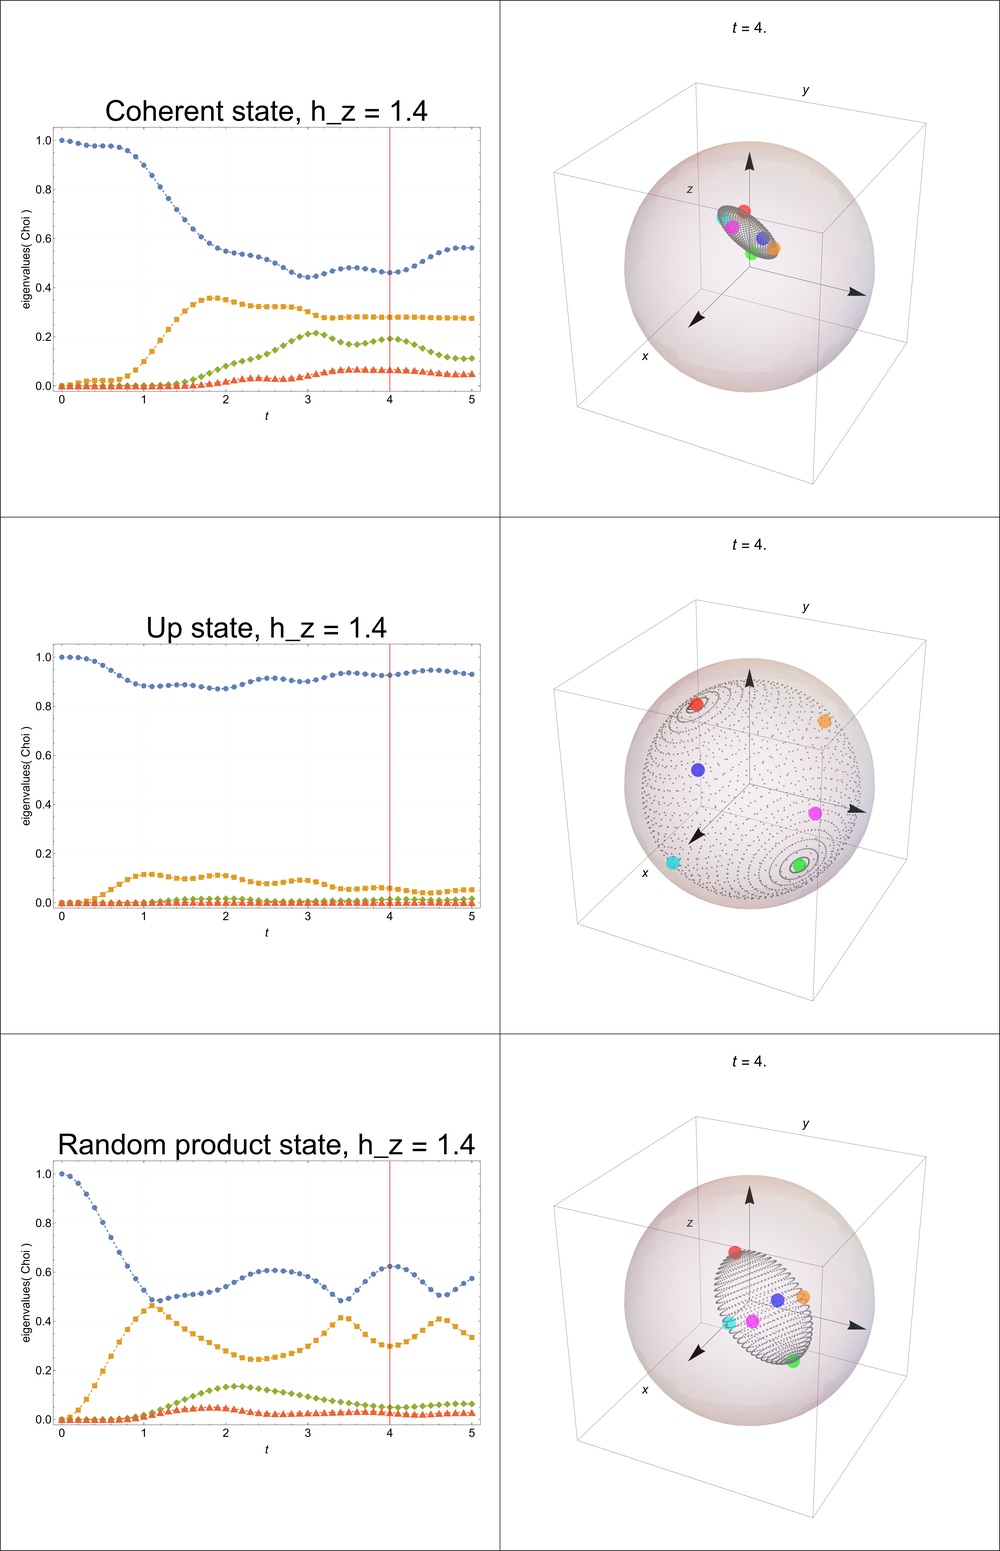 t = 4.
Coherent state, h_z = 1.4
eigenvalues( Choi )
1.0
0.8
0.6
0.4
0.2
0.0
0 1 2 3 4 5
t
y
z
x
t = 4.
Up state, h_z = 1.4
eigenvalues( Choi )
1.0
0.8
0.6
0.4
0.2
0.0
0 1 2 3 4 5
t
y
x
t = 4.
Random product state, h_z = 1.4
eigenvalues( Choi )
1.0
0.8
0.6
0.4
0.2
0.0
0 1 2 3 4 5
t
y
z
x